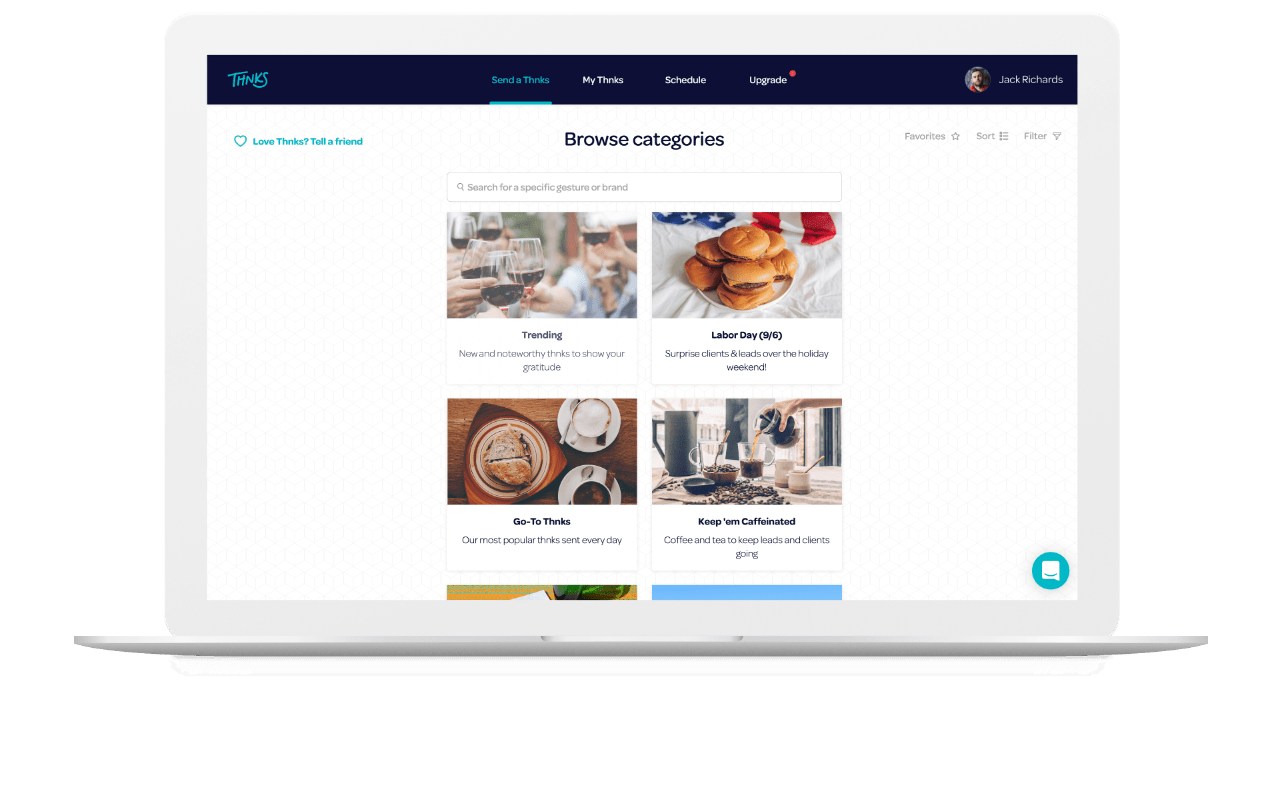 THNKS
Send a Thnks
My Thnks
Schedule
Upgrade
Jack Richards
Love Thnks? Tell a friend
Browse categories
Favorites
Sort
Filter
Search for a specific gesture or brand
Trending
New and noteworthy thnks to show your
gratitude
Labor Day (9/6)
Surprise clients & leads over the holiday
weekend!
Go-To Thnks
Our most popular thnks sent every day
Keep 'em Caffeinated
Coffee and tea to keep leads and clients
going